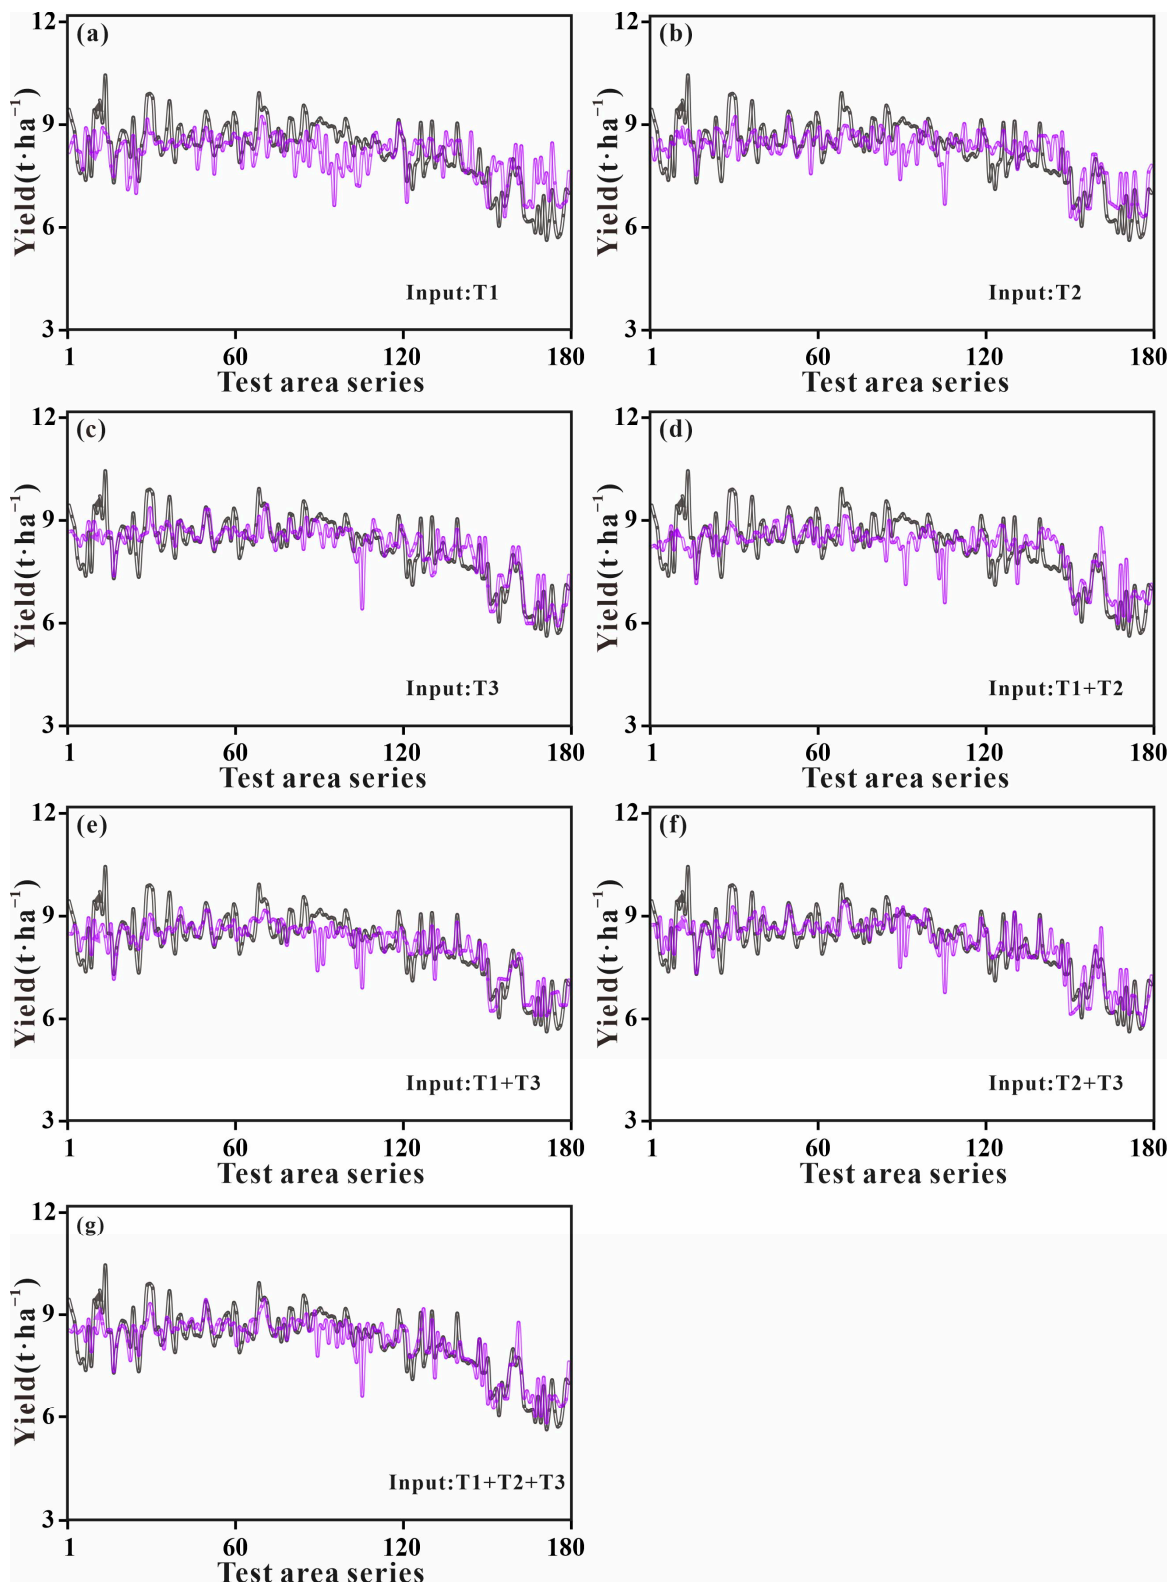 (a)
(b)
12
9
6
3
Yield(t·ha⁻¹)
Input:T1
1 60 120 180
Test area series
12
9
6
3
Yield(t·ha⁻¹)
Input:T2
1 60 120 180
Test area series
(c)
12
9
6
3
Yield(t·ha⁻¹)
Input:T3
1 60 120 180
Test area series
(d)
12
9
6
3
Yield(t·ha⁻¹)
Input:T1+T2
1 60 120 180
Test area series
(e)
12
9
6
3
Yield(t·ha⁻¹)
Input:T1+T3
1 60 120 180
Test area series
(f)
12
9
6
3
Yield(t·ha⁻¹)
Input:T2+T3
1 60 120 180
Test area series
(g)
12
9
6
3
Yield(t·ha⁻¹)
Input:T1+T2+T3
1 60 120 180
Test area series